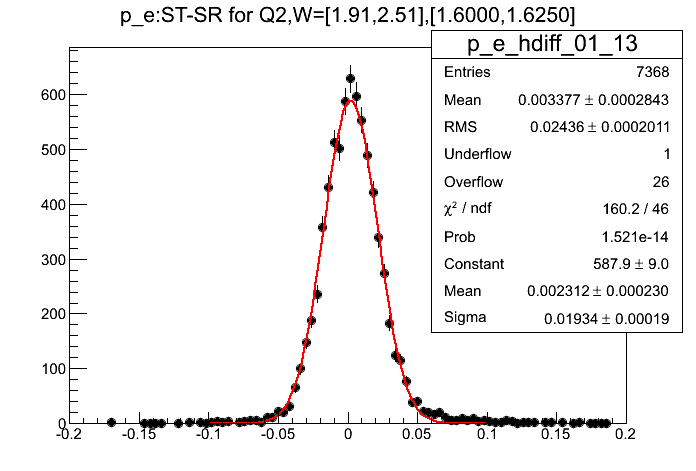 p_e:ST-SR for Q2,W=[1.91,2.51],[1.6000,1.6250]
p_e_hdiff_01_13
Entries 7368
Mean 0.003377 ± 0.0002843
RMS 0.02436 ± 0.0002011
Underflow 1
Overflow 26
χ² / ndf 160.2 / 46
Prob 1.521e-14
Constant 587.9 ± 9.0
Mean 0.002312 ± 0.000230
Sigma 0.01934 ± 0.00019
600
500
400
300
200
100
0
-0.2 -0.15 -0.1 -0.05 0 0.05 0.1 0.15 0.2